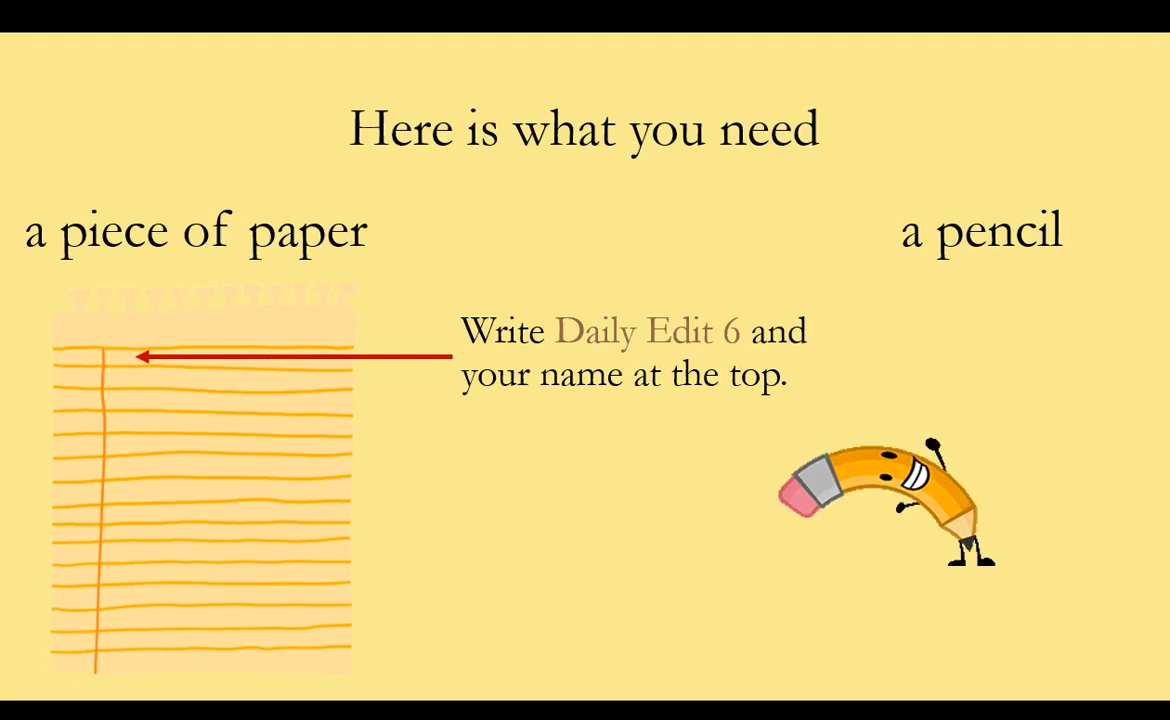 Here is what you need
a piece of paper
a pencil
Write Daily Edit 6 and
your name at the top.